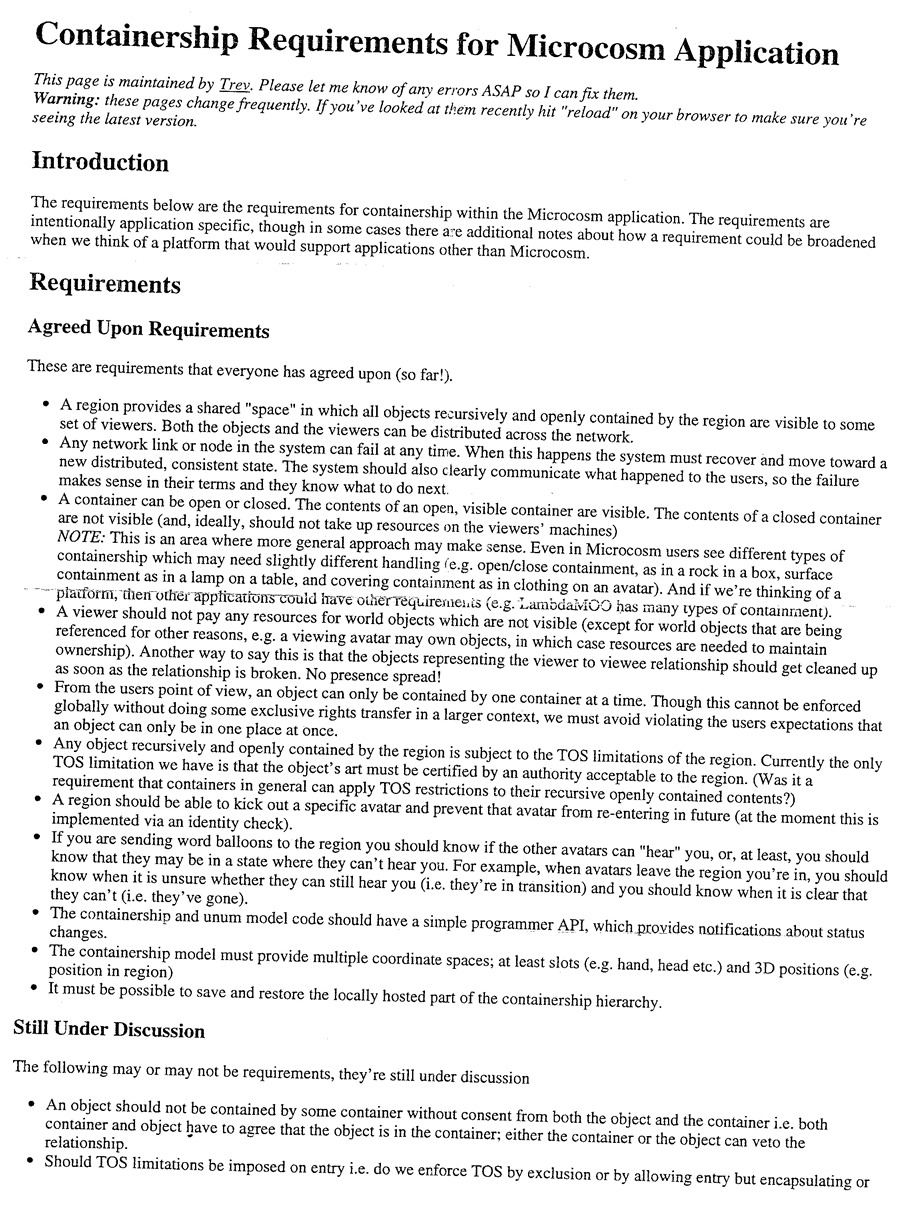 Containership Requirements for Microcosm Application
This page is maintained by Trev. Please let me know of any errors ASAP so I can fix them.
Warning: these pages change frequently. If you've looked at them recently hit "reload" on your browser to make sure you're
seeing the latest version.
Introduction
The requirements below are the requirements for containership within the Microcosm application. The requirements are
intentionally application specific, though in some cases there are additional notes about how a requirement could be broadened
when we think of a platform that would support applications other than Microcosm.
Requirements
Agreed Upon Requirements
These are requirements that everyone has agreed upon (so far!).
• A region provides a shared "space" in which all objects recursively and openly contained by the region are visible to some
set of viewers. Both the objects and the viewers can be distributed across the network.
• Any network link or node in the system can fail at any time. When this happens the system must recover and move toward a
new distributed, consistent state. The system should also clearly communicate what happened to the users, so the failure
makes sense in their terms and they know what to do next.
• A container can be open or closed. The contents of an open, visible container are visible. The contents of a closed container
are not visible (and, ideally, should not take up resources on the viewers' machines)
NOTE: This is an area where more general approach may make sense. Even in Microcosm users see different types of
containership which may need slightly different handling (e.g. open/close containment, as in a rock in a box, surface
containment as in a lamp on a table, and covering containment as in clothing on an avatar). And if we're thinking of a
platform, then other applications could have other requirements (e.g. LambdaMOO has many types of containment).
• A viewer should not pay any resources for world objects which are not visible (except for world objects that are being
referenced for other reasons, e.g. a viewing avatar may own objects, in which case resources are needed to maintain
ownership). Another way to say this is that the objects representing the viewer to viewee relationship should get cleaned up
as soon as the relationship is broken. No presence spread!
• From the users point of view, an object can only be contained by one container at a time. Though this cannot be enforced
globally without doing some exclusive rights transfer in a larger context, we must avoid violating the users expectations that
an object can only be in one place at once.
• Any object recursively and openly contained by the region is subject to the TOS limitations of the region. Currently the only
TOS limitation we have is that the object's art must be certified by an authority acceptable to the region. (Was it a
requirement that containers in general can apply TOS restrictions to their recursive openly contained contents?)
• A region should be able to kick out a specific avatar and prevent that avatar from re-entering in future (at the moment this is
implemented via an identity check).
• If you are sending word balloons to the region you should know if the other avatars can "hear" you, or, at least, you should
know that they may be in a state where they can't hear you. For example, when avatars leave the region you're in, you should
know when it is unsure whether they can still hear you (i.e. they're in transition) and you should know when it is clear that
they can't (i.e. they've gone).
• The containership and unum model code should have a simple programmer API, which provides notifications about status
changes.
• The containership model must provide multiple coordinate spaces; at least slots (e.g. hand, head etc.) and 3D positions (e.g.
position in region)
• It must be possible to save and restore the locally hosted part of the containership hierarchy.
Still Under Discussion
The following may or may not be requirements, they're still under discussion
• An object should not be contained by some container without consent from both the object and the container i.e. both
container and object have to agree that the object is in the container; either the container or the object can veto the
relationship.
• Should TOS limitations be imposed on entry i.e. do we enforce TOS by exclusion or by allowing entry but encapsulating or